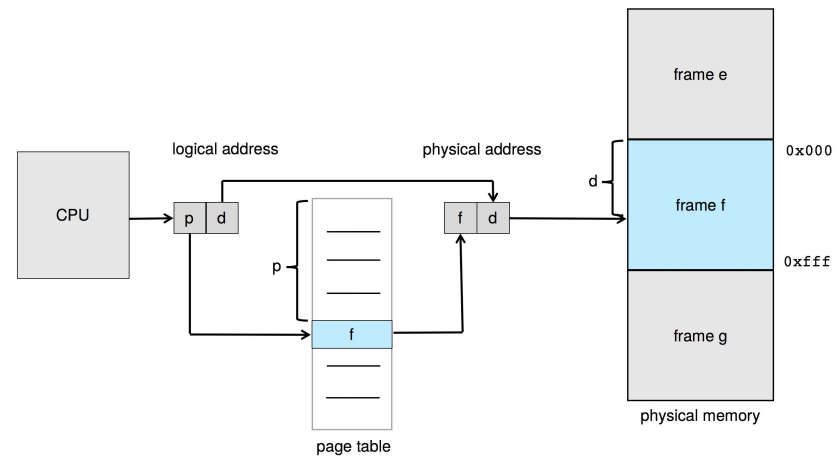 frame e
logical address
physical address
0x000
d
CPU
p d
f d
frame f
p
0xfff
f
frame g
physical memory
page table